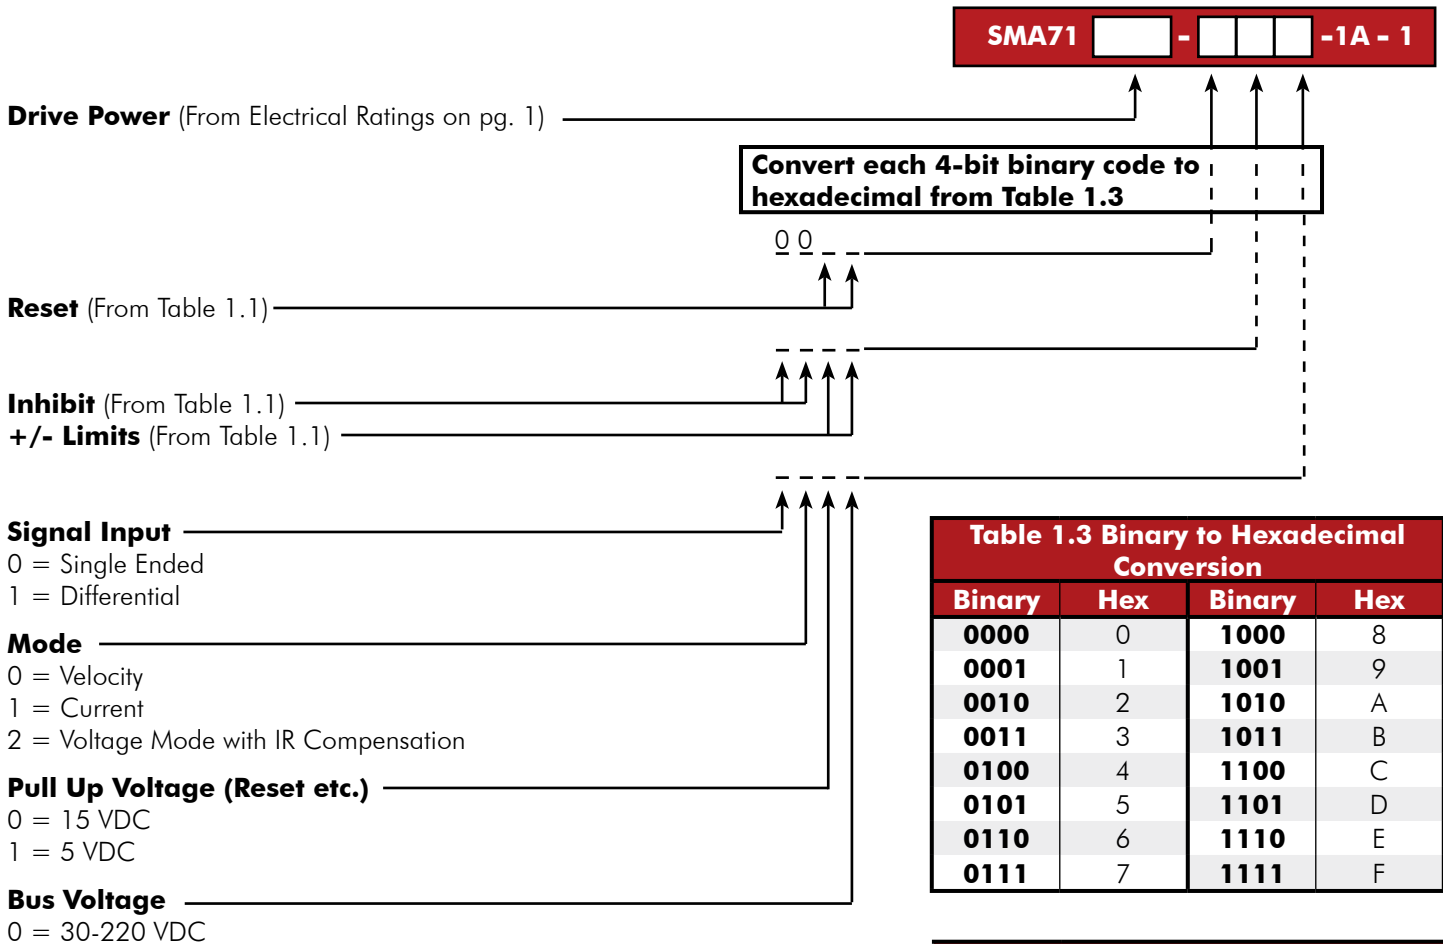 SMA71 - -1A - 1
Drive Power (From Electrical Ratings on pg. 1)
Convert each 4-bit binary code to
hexadecimal from Table 1.3
0 0
Reset (From Table 1.1)
Inhibit (From Table 1.1)
+/- Limits (From Table 1.1)
Signal Input
0 = Single Ended
1 = Differential
Mode
0 = Velocity
1 = Current
2 = Voltage Mode with IR Compensation
Pull Up Voltage (Reset etc.)
0 = 15 VDC
1 = 5 VDC
Bus Voltage
0 = 30-220 VDC
Table 1.3 Binary to Hexadecimal
Conversion
Binary Hex Binary Hex
0000 0 1000 8
0001 1 1001 9
0010 2 1010 A
0011 3 1011 B
0100 4 1100 C
0101 5 1101 D
0110 6 1110 E
0111 7 1111 F